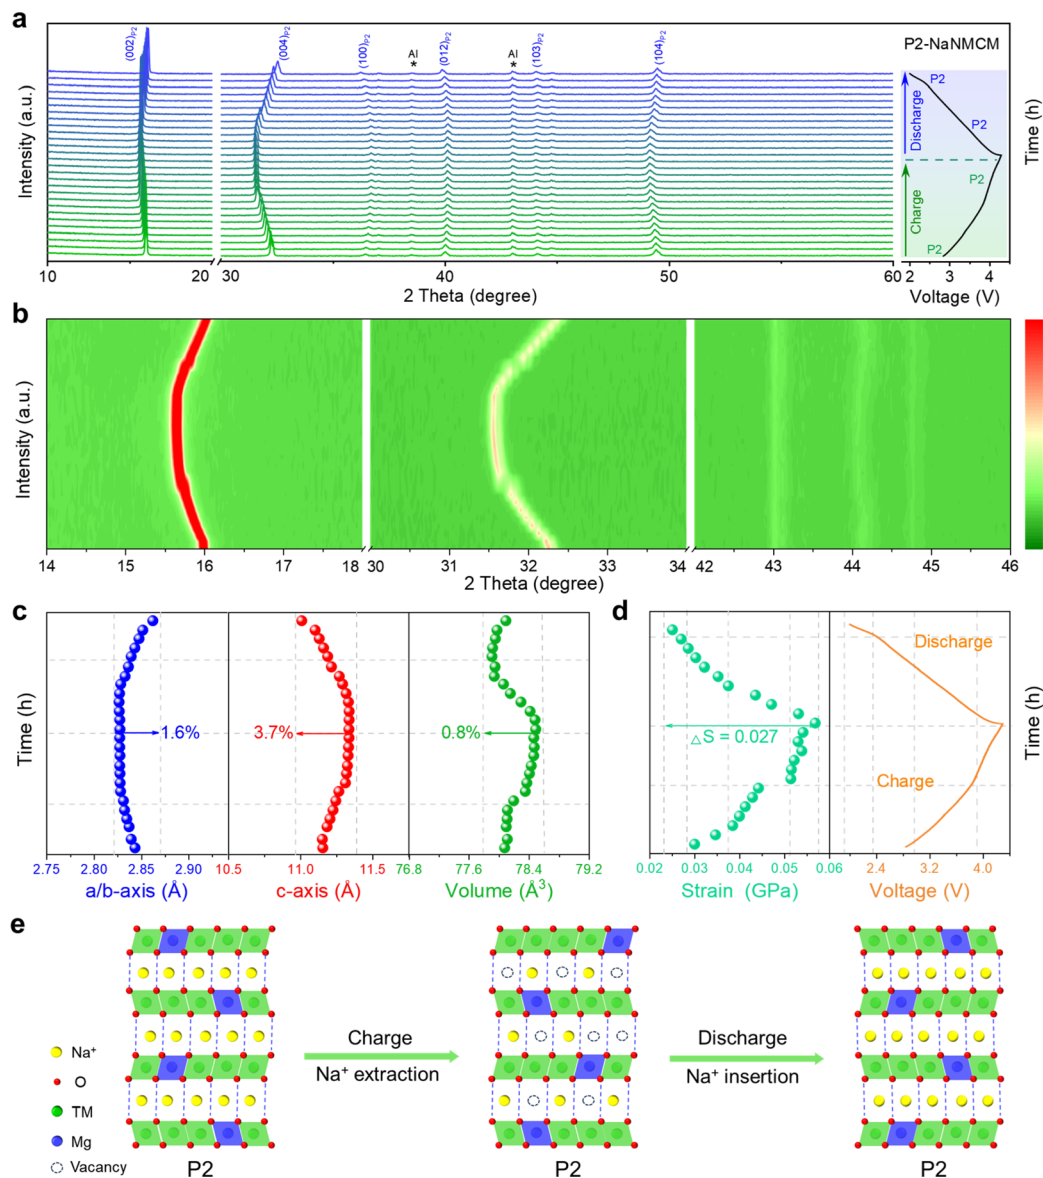 a
Intensity (a.u.)
(002)P2
(004)P2
(100)P2
Al
*
(012)P2
Al
*
(103)P2
(104)P2
P2-NaNMCM
P2
P2
P2
P2
Discharge
Charge
Time (h)
10 20 30 40 50 60
2 Theta (degree)
2 3 4
Voltage (V)
b
Intensity (a.u.)
14 15 16 17 18 30 31 32 33 34 42 43 44 45 46
2 Theta (degree)
c
Time (h)
1.6%
3.7%
0.8%
2.75 2.80 2.85 2.90 10.5 11.0 11.5 76.8 77.6 78.4 79.2
a/b-axis (Å)
c-axis (Å)
Volume (Å³)
d
△S = 0.027
Discharge
Charge
Time (h)
0.02 0.03 0.04 0.05 0.06 2.4 3.2 4.0
Strain (GPa)
Voltage (V)
e
Na⁺
O
TM
Mg
Vacancy
Charge
Na⁺ extraction
Discharge
Na⁺ insertion
P2
P2
P2